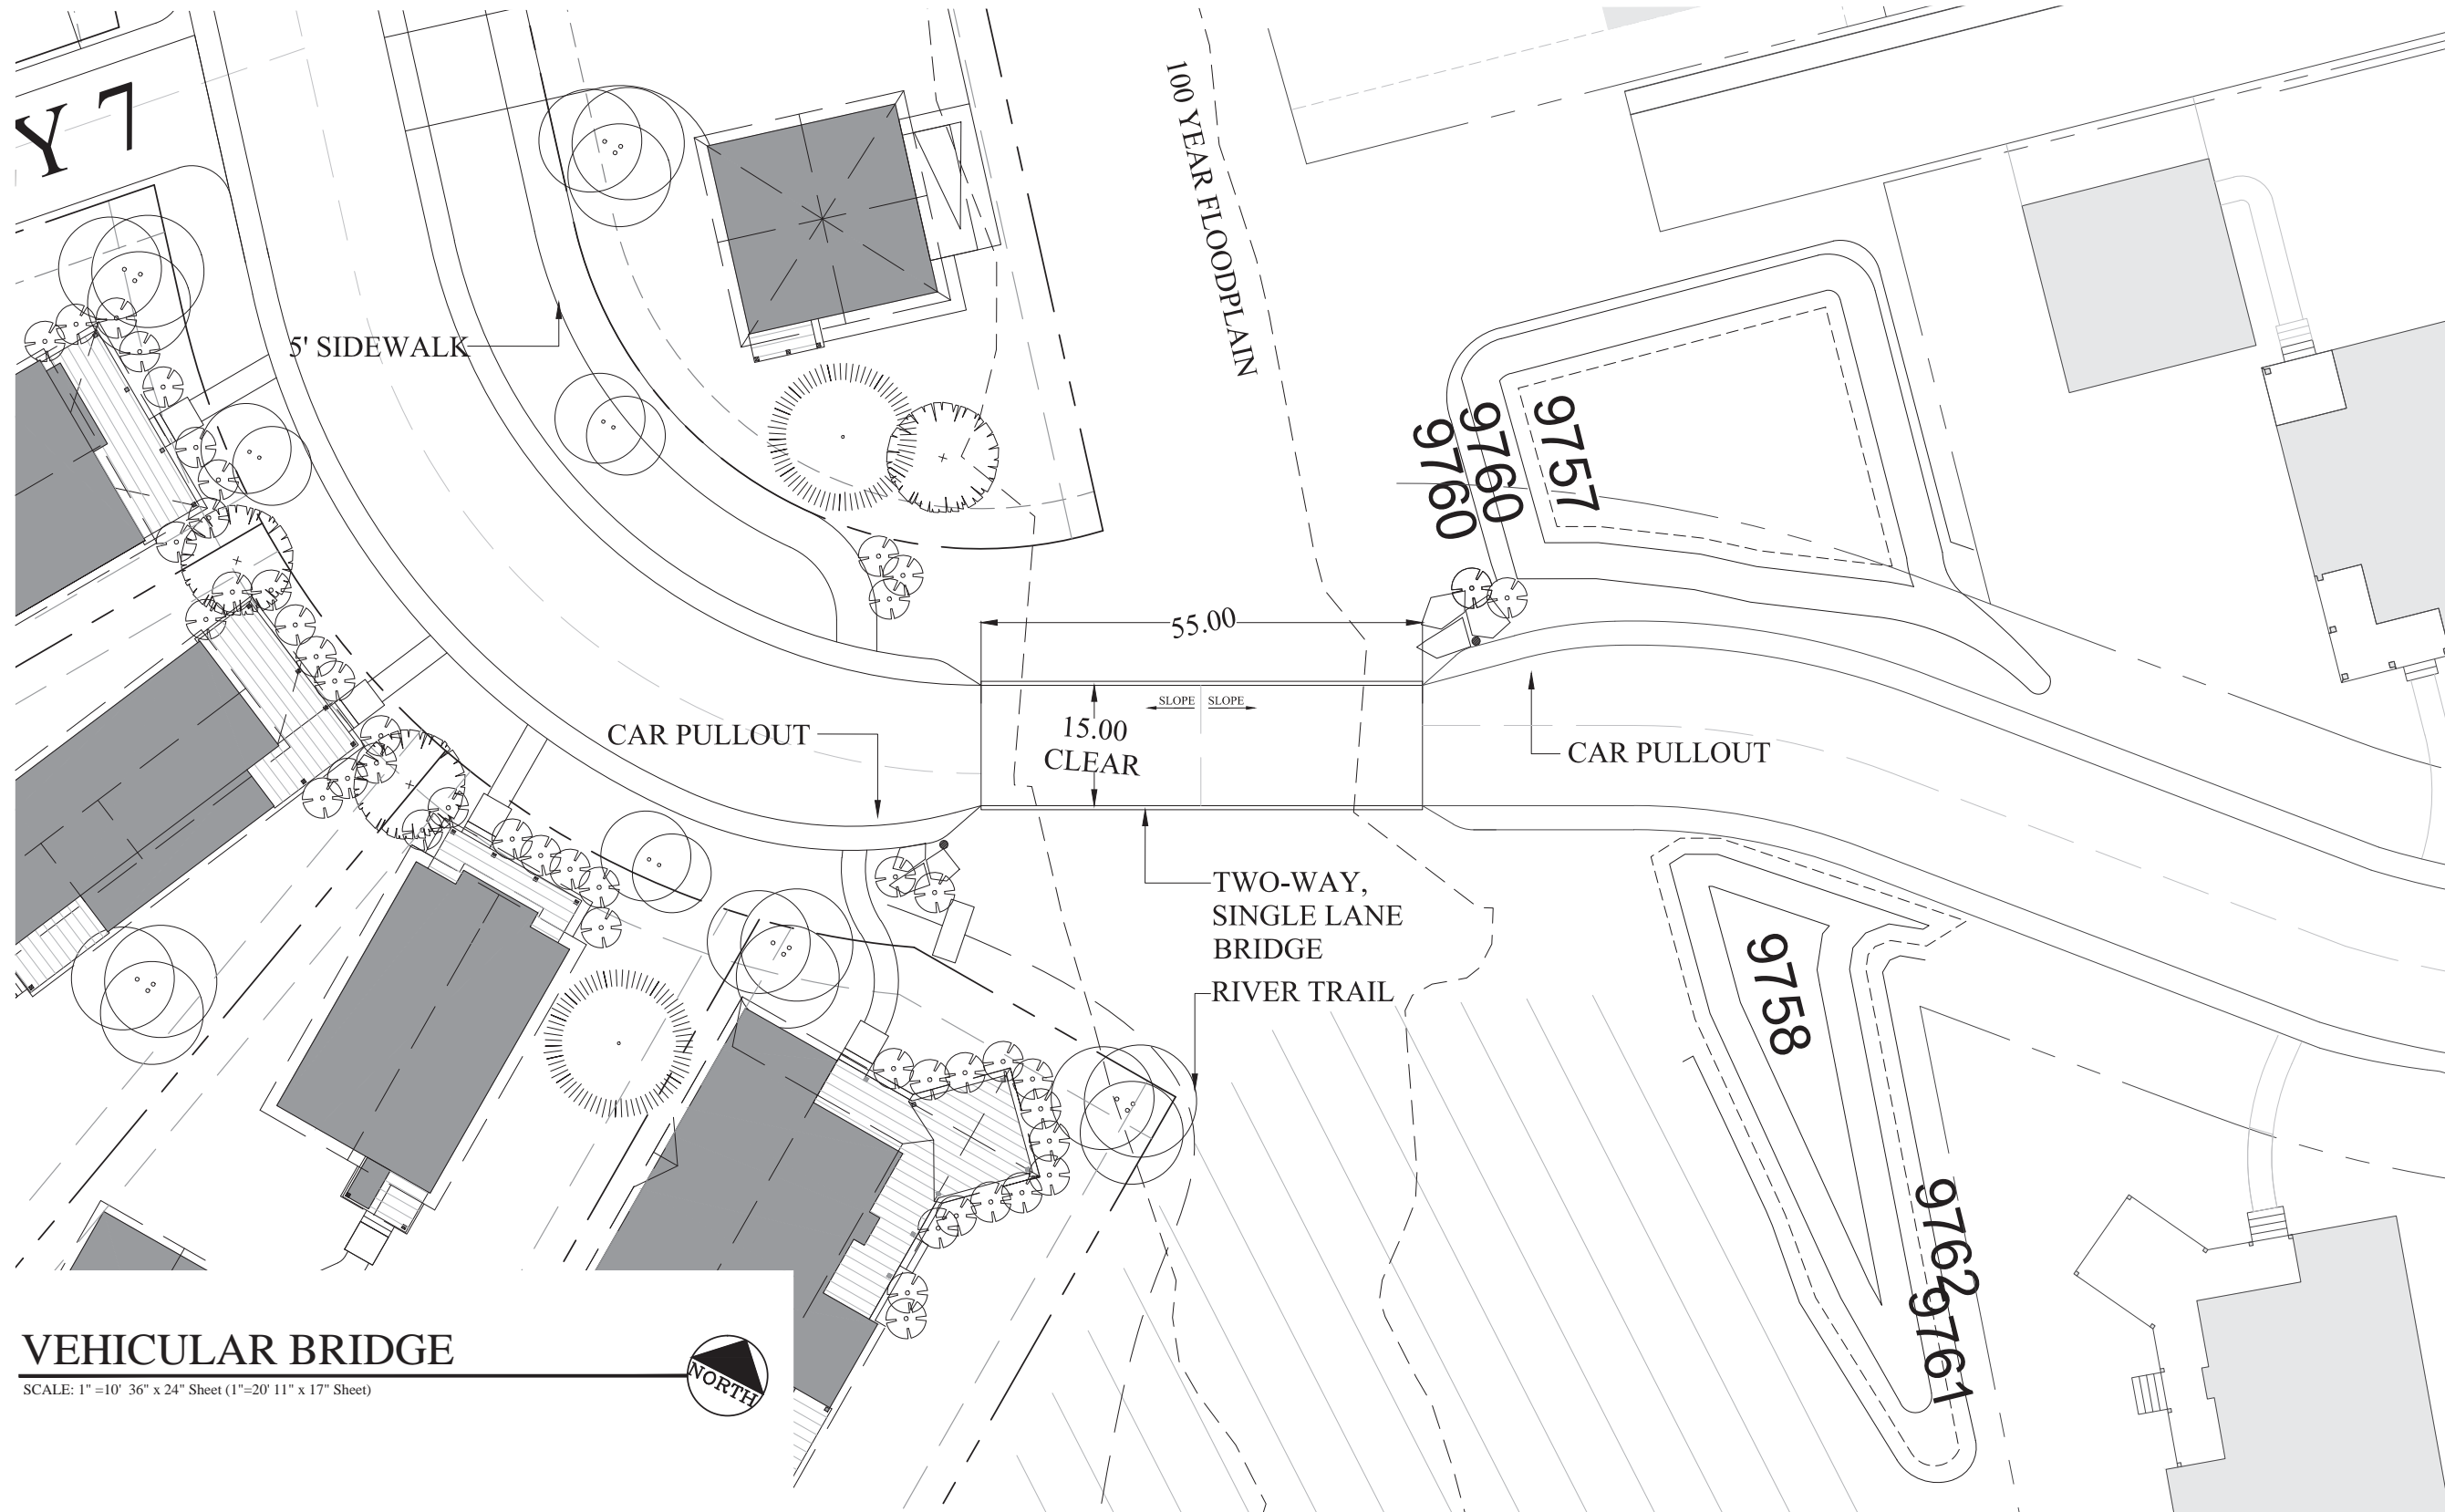 Y 7
100 YEAR FLOODPLAIN
5' SIDEWALK
9760
9760
9757
55.00
SLOPE
SLOPE
15.00
CLEAR
CAR PULLOUT
CAR PULLOUT
TWO-WAY,
SINGLE LANE
BRIDGE
RIVER TRAIL
9758
9762
9761
VEHICULAR BRIDGE
SCALE: 1" =10' 36" x 24" Sheet (1"=20' 11" x 17" Sheet)
NORTH